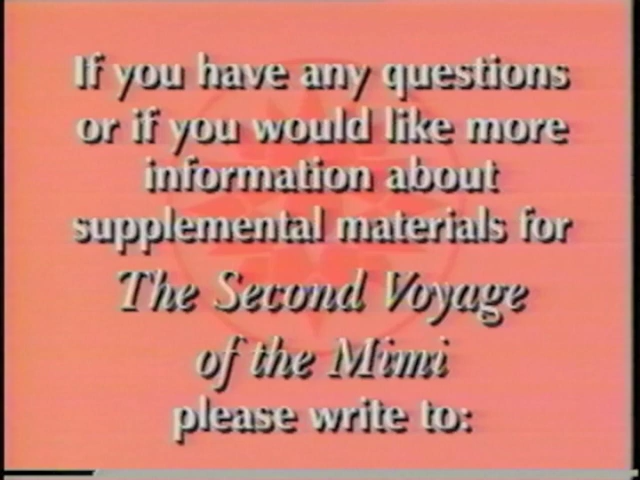 If you have any questions
or if you would like more
information about
supplemental materials for
The Second Voyage
of the Mimi
please write to: